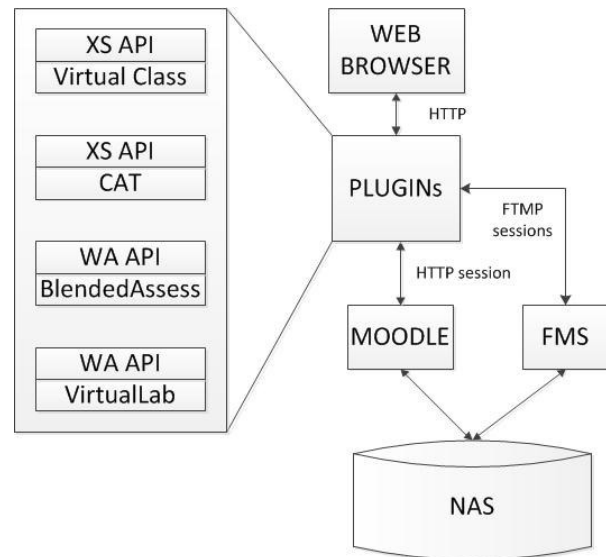 XS API
Virtual Class
XS API
CAT
WA API
BlendedAssess
WA API
VirtualLab
WEB
BROWSER
HTTP
PLUGINs
FTMP
sessions
HTTP session
MOODLE
FMS
NAS